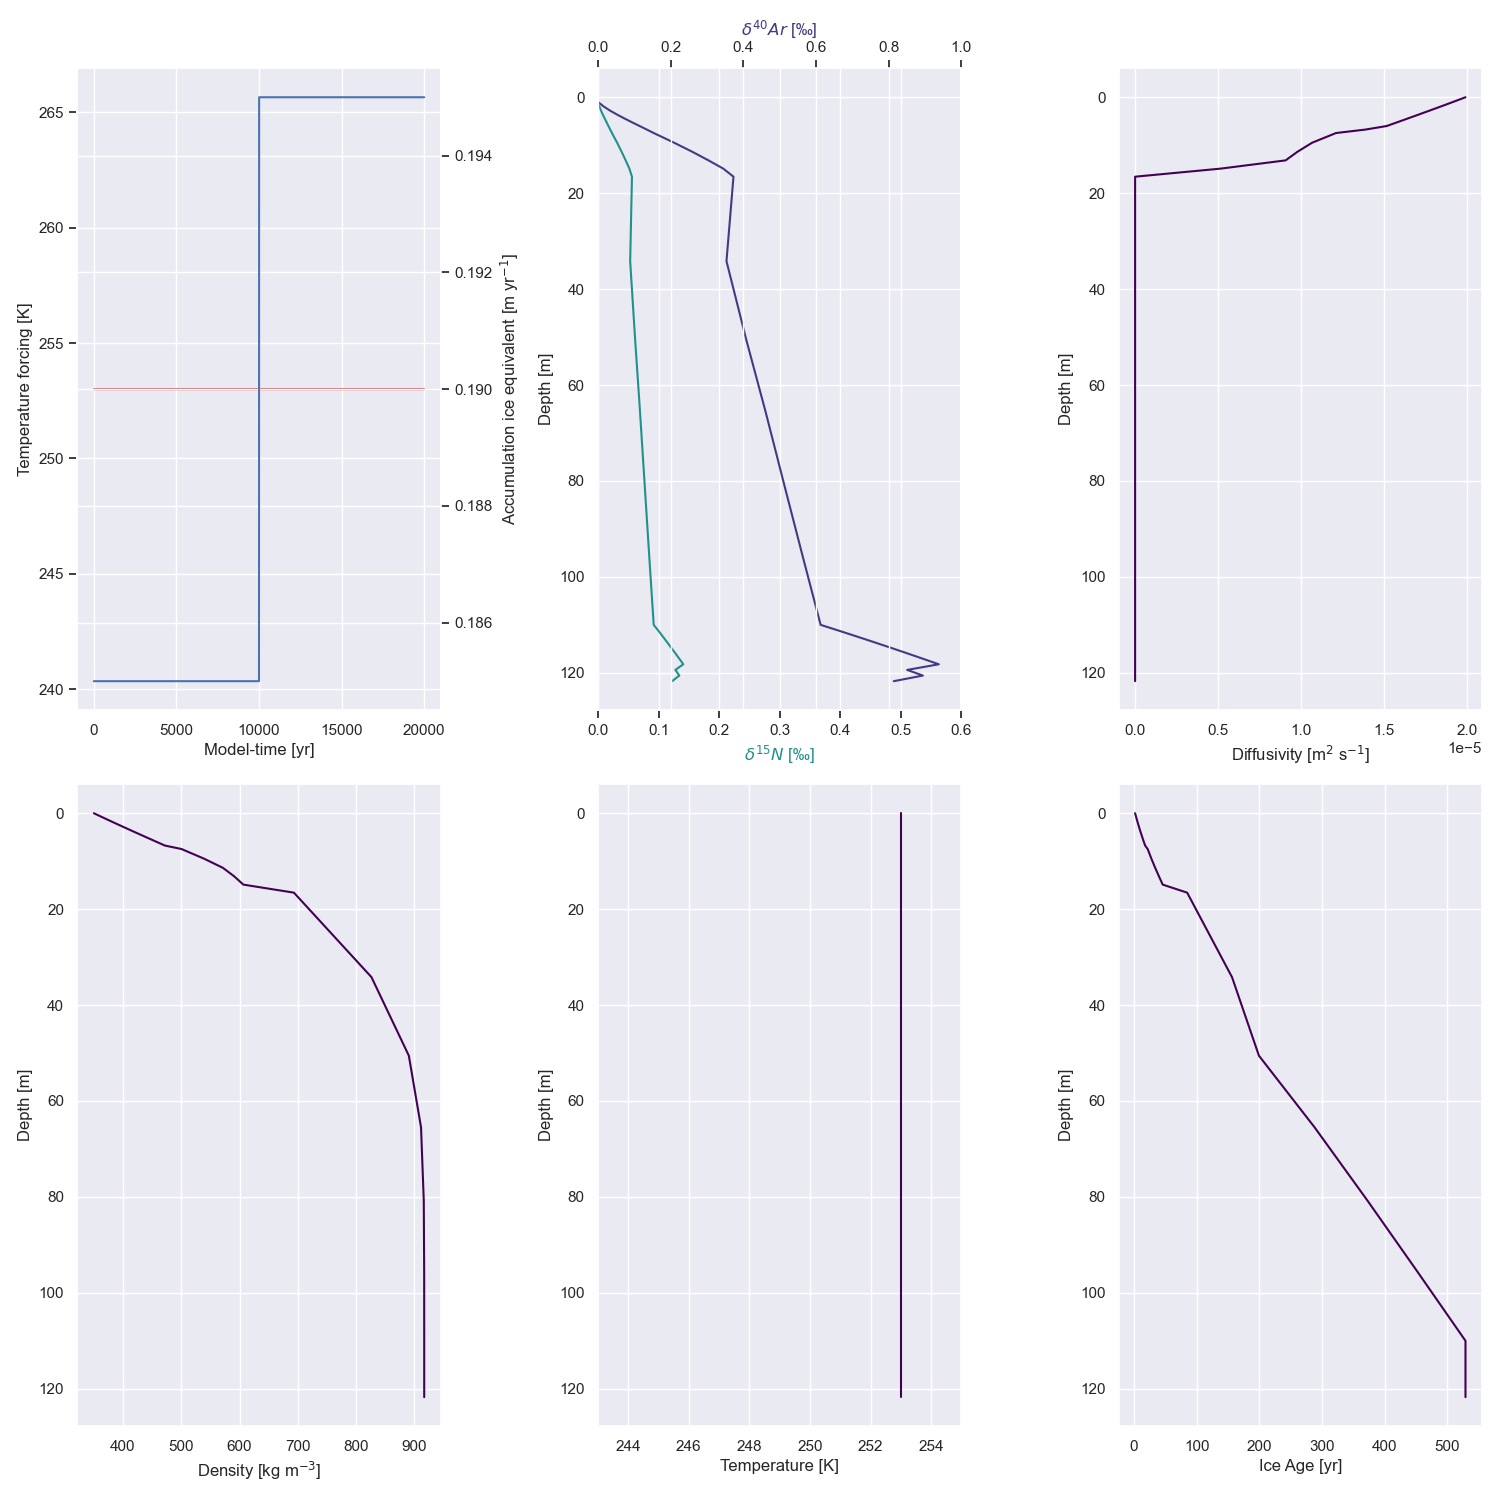 δ⁴⁰Ar [‰]
0.0 0.2 0.4 0.6 0.8 1.0
Temperature forcing [K]
265
260
255
250
245
240
0 5000 10000 15000 20000
Model-time [yr]
0.194
0.192
0.190
0.188
0.186
Accumulation ice equivalent [m yr⁻¹]
Depth [m]
0
20
40
60
80
100
120
0.0 0.1 0.2 0.3 0.4 0.5 0.6
δ¹⁵N [‰]
Depth [m]
0
20
40
60
80
100
120
0.0 0.5 1.0 1.5 2.0
1e−5
Diffusivity [m² s⁻¹]
Depth [m]
0
20
40
60
80
100
120
400 500 600 700 800 900
Density [kg m⁻³]
Depth [m]
0
20
40
60
80
100
120
244 246 248 250 252 254
Temperature [K]
Depth [m]
0
20
40
60
80
100
120
0 100 200 300 400 500
Ice Age [yr]